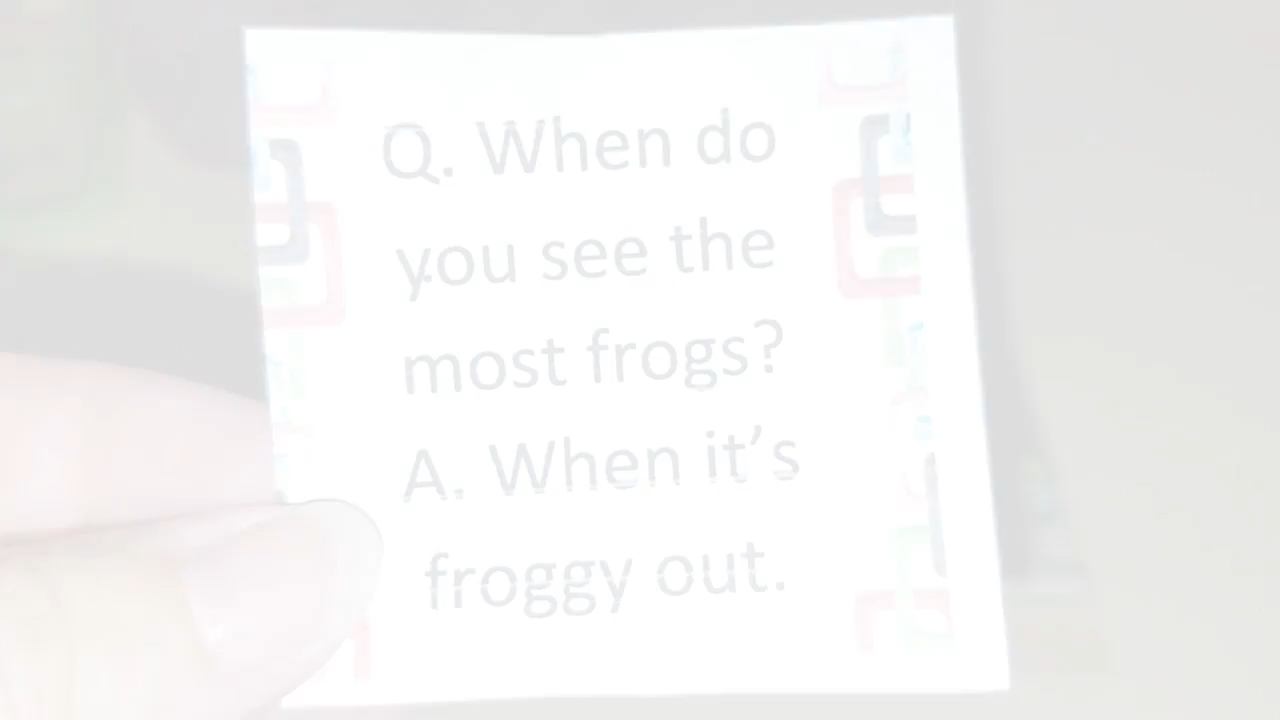 Q. When do
you see the
most frogs?
A. When it’s
froggy out.